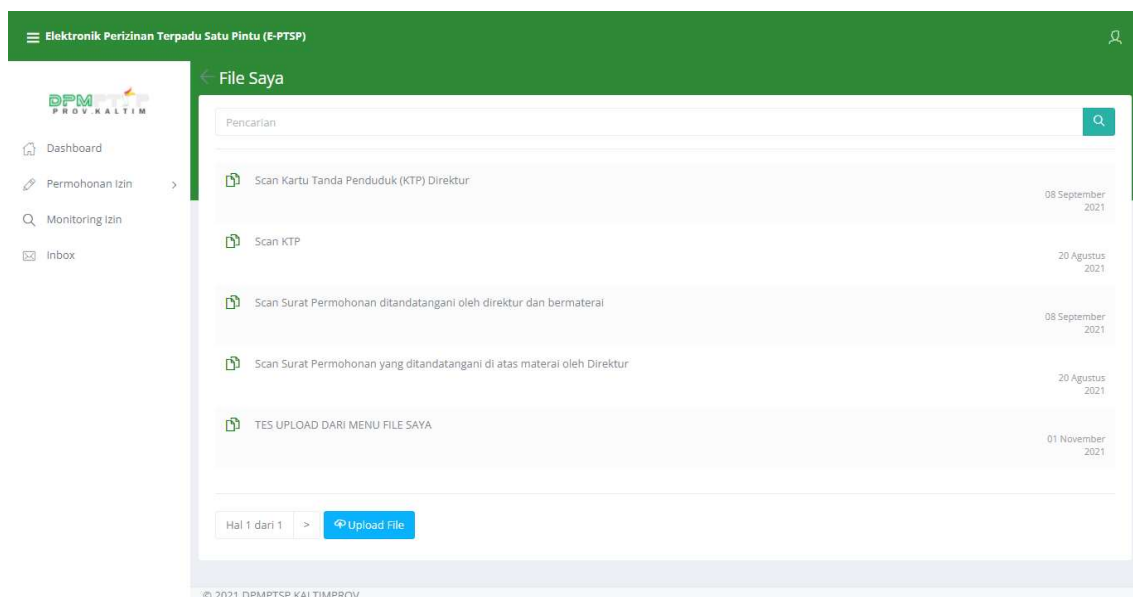 Elektronik Perizinan Terpadu Satu Pintu (E-PTSP)
File Saya
DPMPTSP
PROV.KALTIM
Dashboard
Permohonan Izin >
Monitoring Izin
Inbox
Pencarian
Scan Kartu Tanda Penduduk (KTP) Direktur
08 September
2021
Scan KTP
20 Agustus
2021
Scan Surat Permohonan ditandatangani oleh direktur dan bermaterai
08 September
2021
Scan Surat Permohonan yang ditandatangani di atas materai oleh Direktur
20 Agustus
2021
TES UPLOAD DARI MENU FILE SAYA
01 November
2021
Hal 1 dari 1 > Upload File
© 2021 DPMPTSP KALTIMPROV